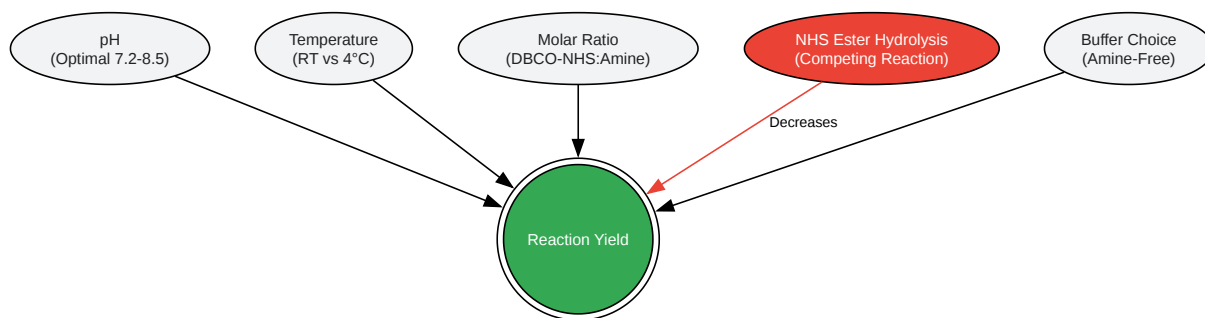 pH
(Optimal 7.2-8.5)
Temperature
(RT vs 4°C)
Molar Ratio
(DBCO-NHS:Amine)
NHS Ester Hydrolysis
(Competing Reaction)
Buffer Choice
(Amine-Free)
Decreases
Reaction Yield